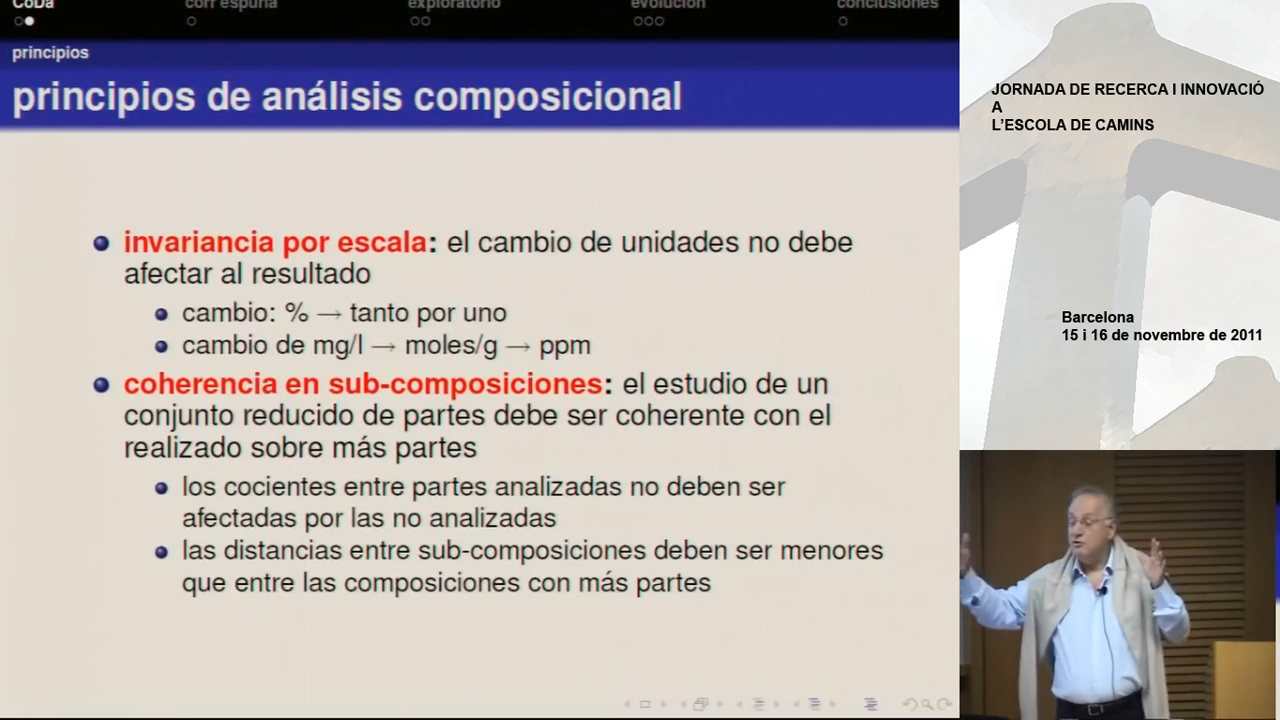 CoDa
corr espuria
exploratorio
evolución
conclusiones
principios
principios de análisis composicional
invariancia por escala: el cambio de unidades no debe
afectar al resultado
cambio: % → tanto por uno
cambio de mg/l → moles/g → ppm
coherencia en sub-composiciones: el estudio de un
conjunto reducido de partes debe ser coherente con el
realizado sobre más partes
los cocientes entre partes analizadas no deben ser
afectadas por las no analizadas
las distancias entre sub-composiciones deben ser menores
que entre las composiciones con más partes
JORNADA DE RECERCA I INNOVACIÓ
A
L'ESCOLA DE CAMINS
Barcelona
15 i 16 de novembre de 2011